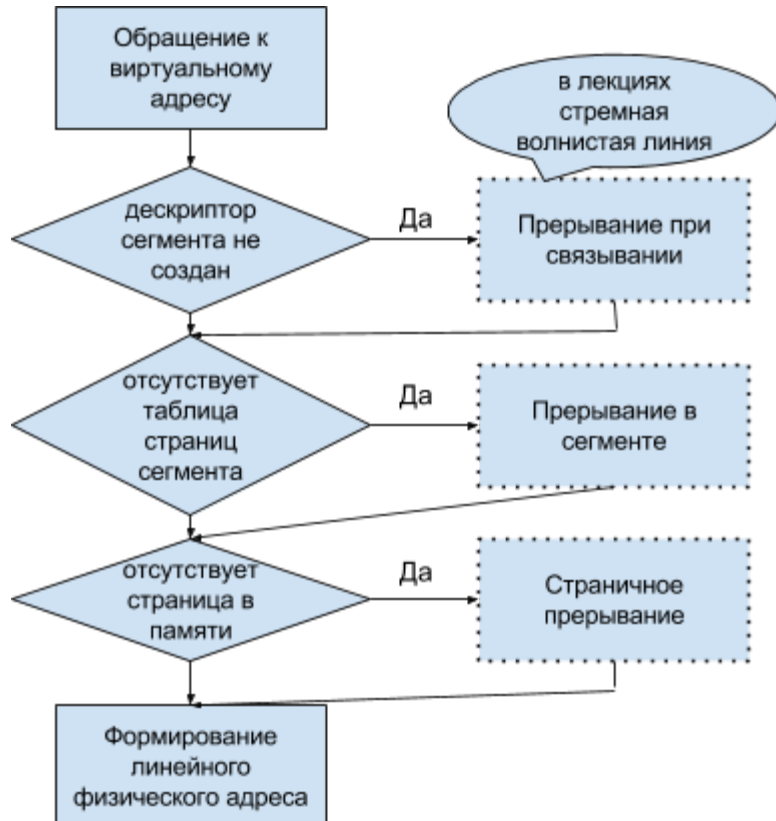 Обращение к
виртуальному
адресу
в лекциях
стремная
волнистая линия
дескриптор
сегмента не
создан
Да
Прерывание при
связывании
отсутствует
таблица
страниц
сегмента
Да
Прерывание в
сегменте
отсутствует
страница в
памяти
Да
Страничное
прерывание
Формирование
линейного
физического адреса